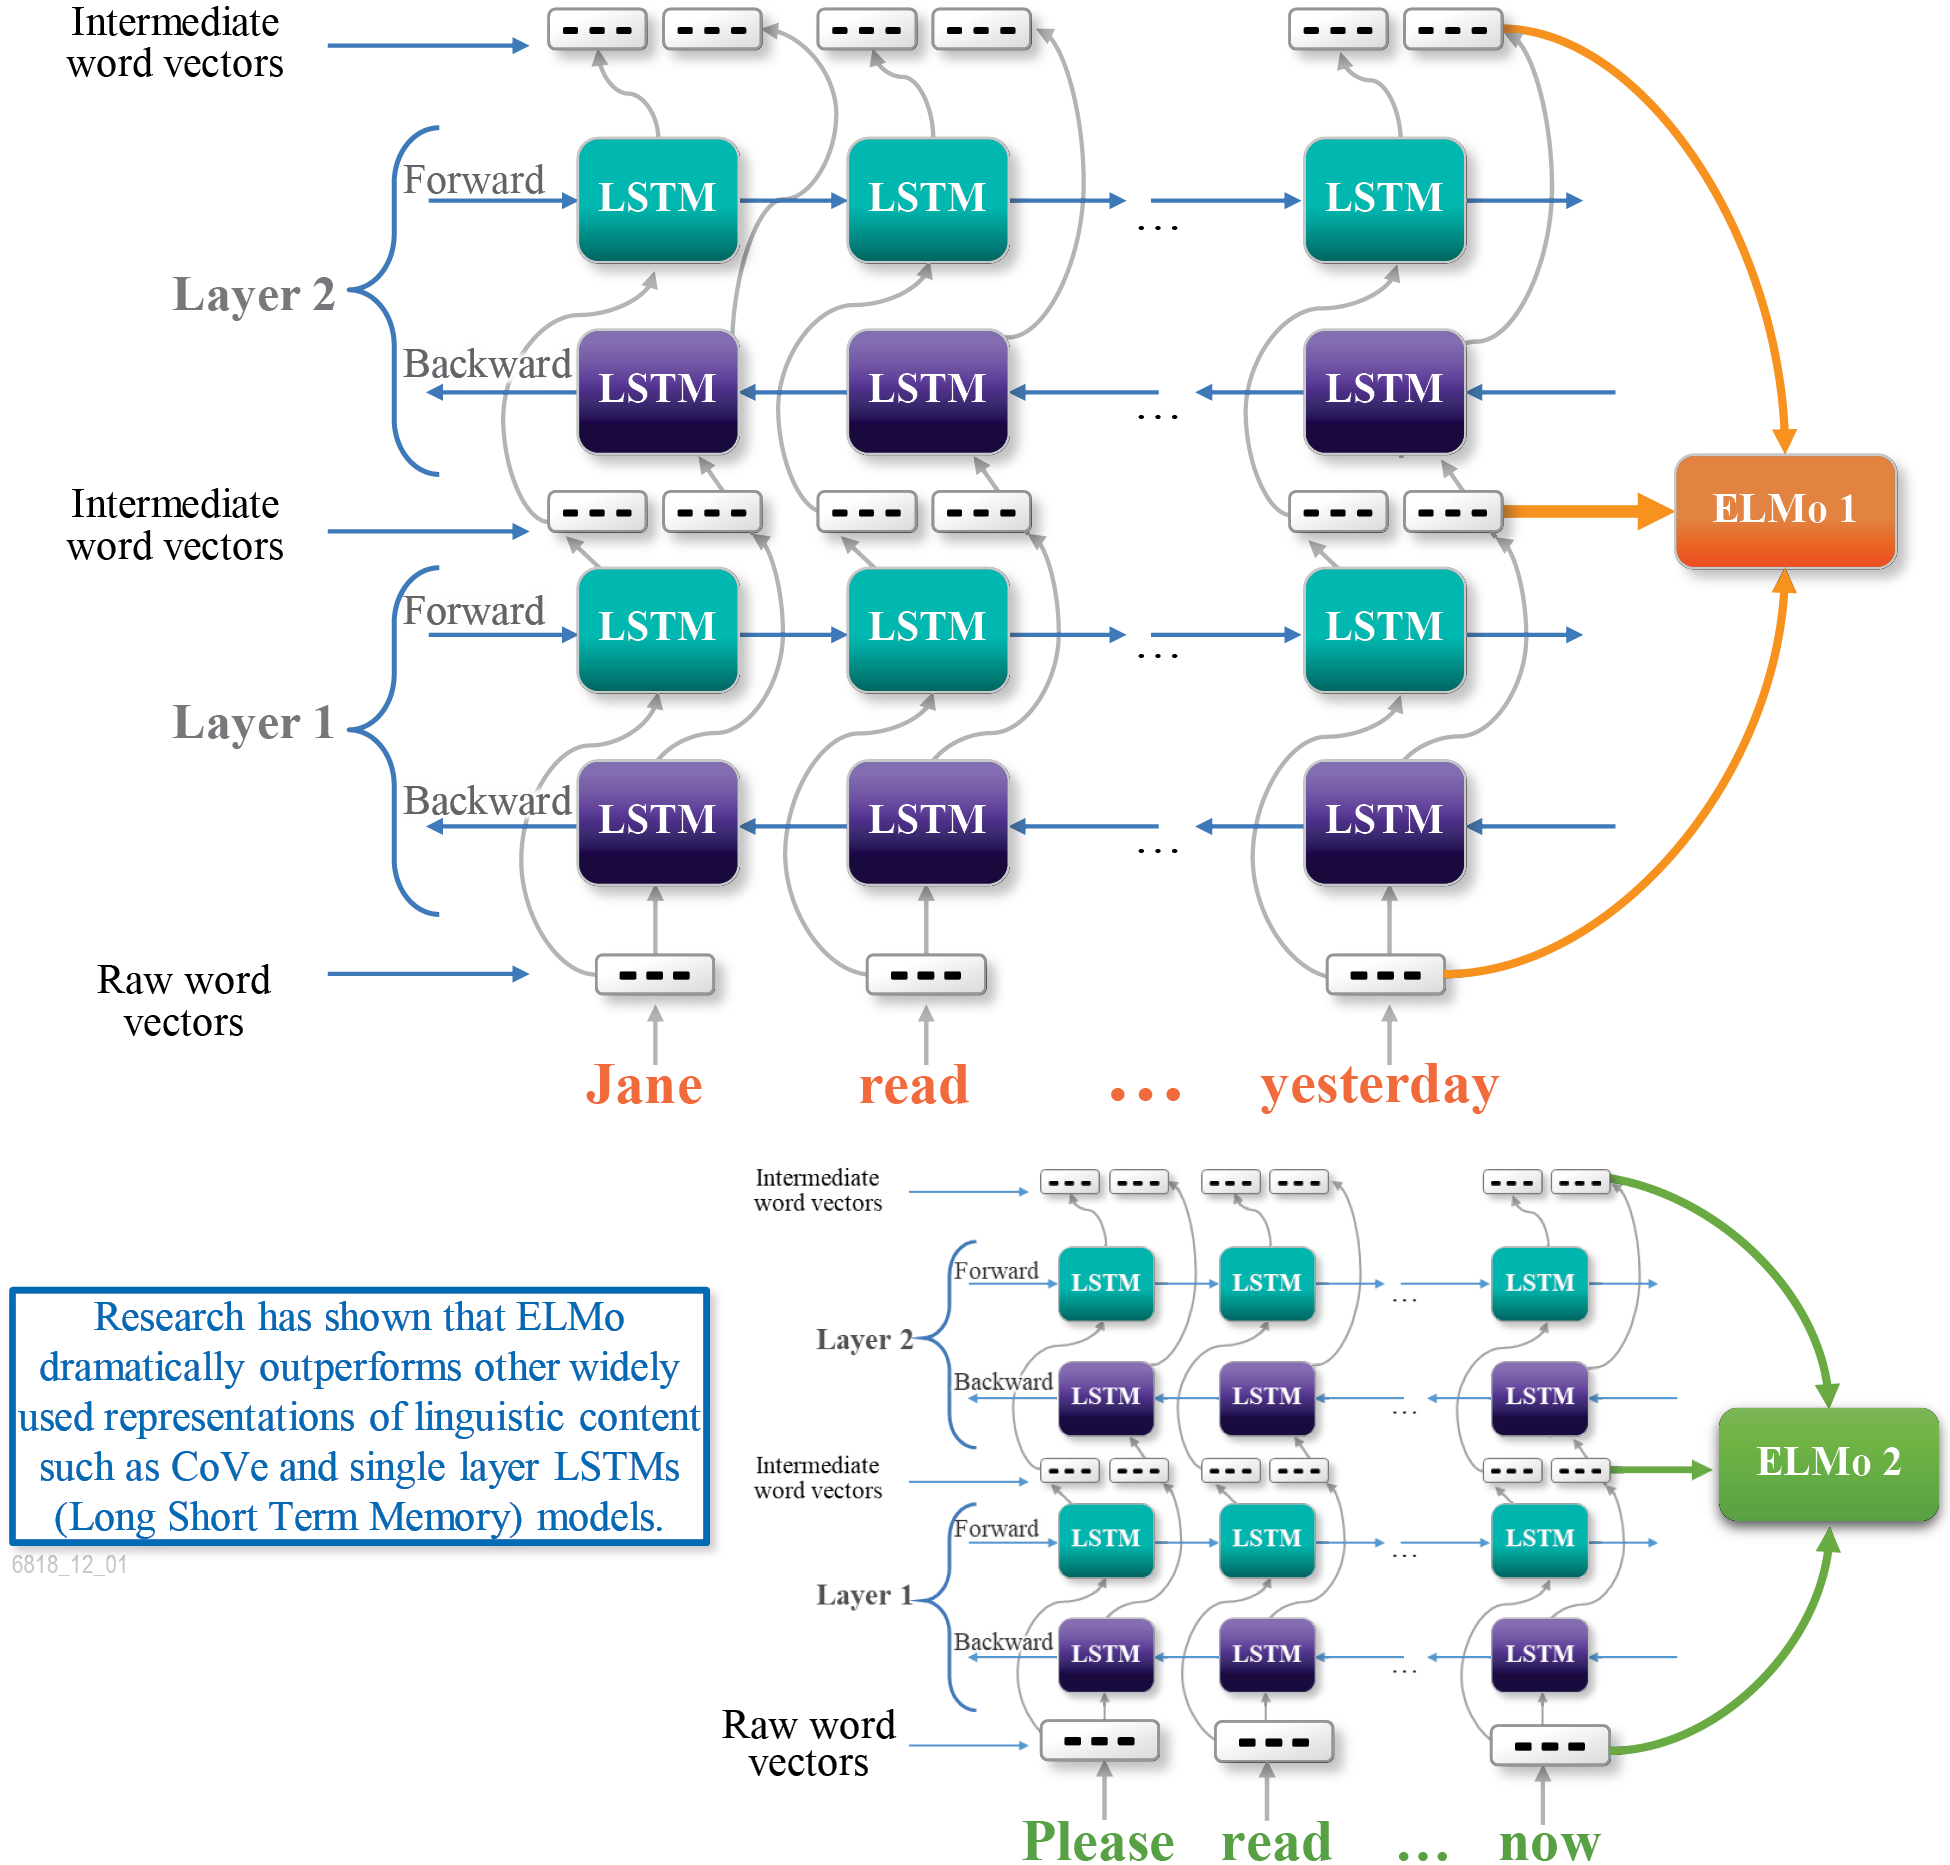 Intermediate
word vectors
Forward
LSTM
LSTM
...
LSTM
Layer 2
Backward
LSTM
LSTM
...
LSTM
Intermediate
word vectors
ELMo 1
Forward
LSTM
LSTM
...
LSTM
Layer 1
Backward
LSTM
LSTM
...
LSTM
Raw word
vectors
Jane read ... yesterday
Intermediate
word vectors
Forward
LSTM
LSTM
...
LSTM
Layer 2
Backward
LSTM
LSTM
...
LSTM
Intermediate
word vectors
ELMo 2
Forward
LSTM
LSTM
...
LSTM
Layer 1
Backward
LSTM
LSTM
...
LSTM
Raw word
vectors
Please read ... now
Research has shown that ELMo
dramatically outperforms other widely
used representations of linguistic content
such as CoVe and single layer LSTMs
(Long Short Term Memory) models.
6818_12_01